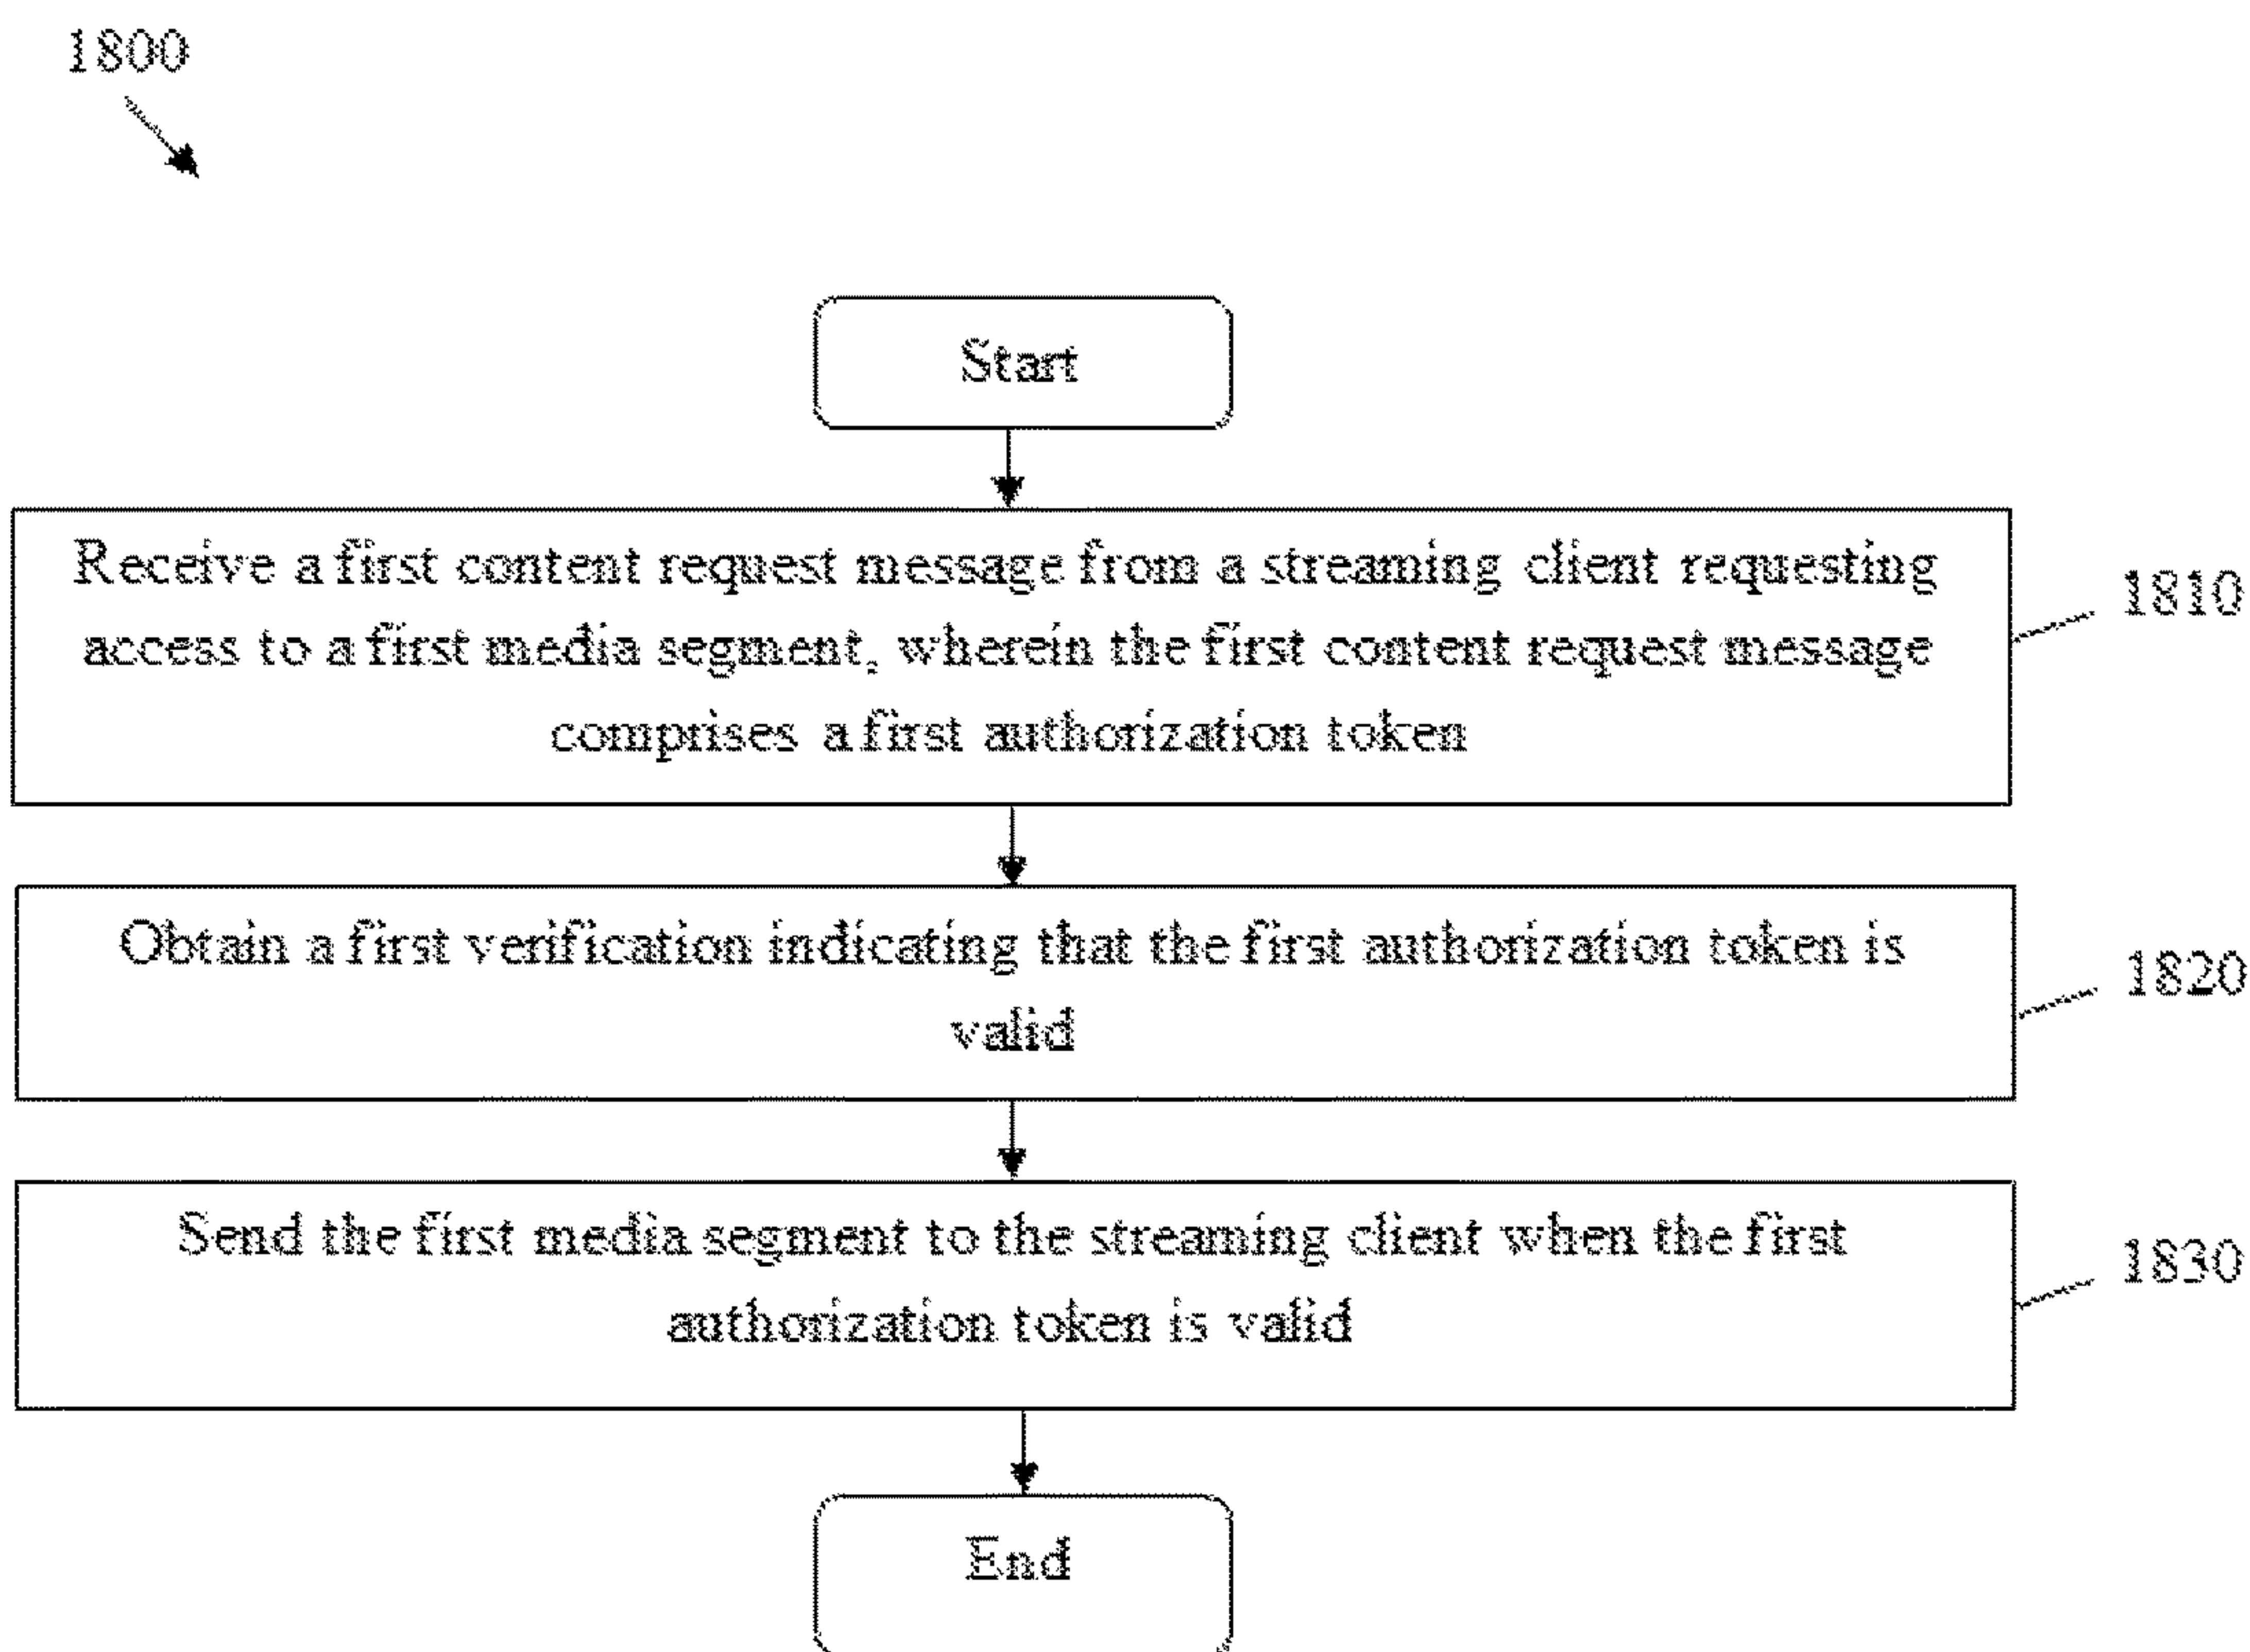 1800
Start
Receive a first content request message from a streaming client requesting
access to a first media segment, wherein the first content request message
comprises a first authorization token
1810
Obtain a first verification indicating that the first authorization token is
valid
1820
Send the first media segment to the streaming client when the first
authorization token is valid
1830
End